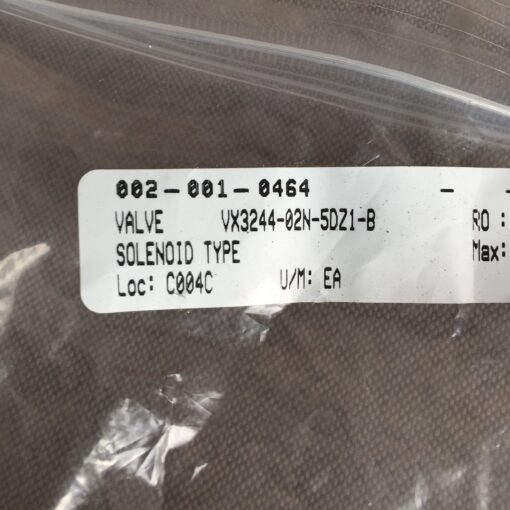 002-001-0464 - -
VALVE VX3244-02N-5DZ1-B RO :
SOLENOID TYPE Max:
Loc: C004C U/M: EA